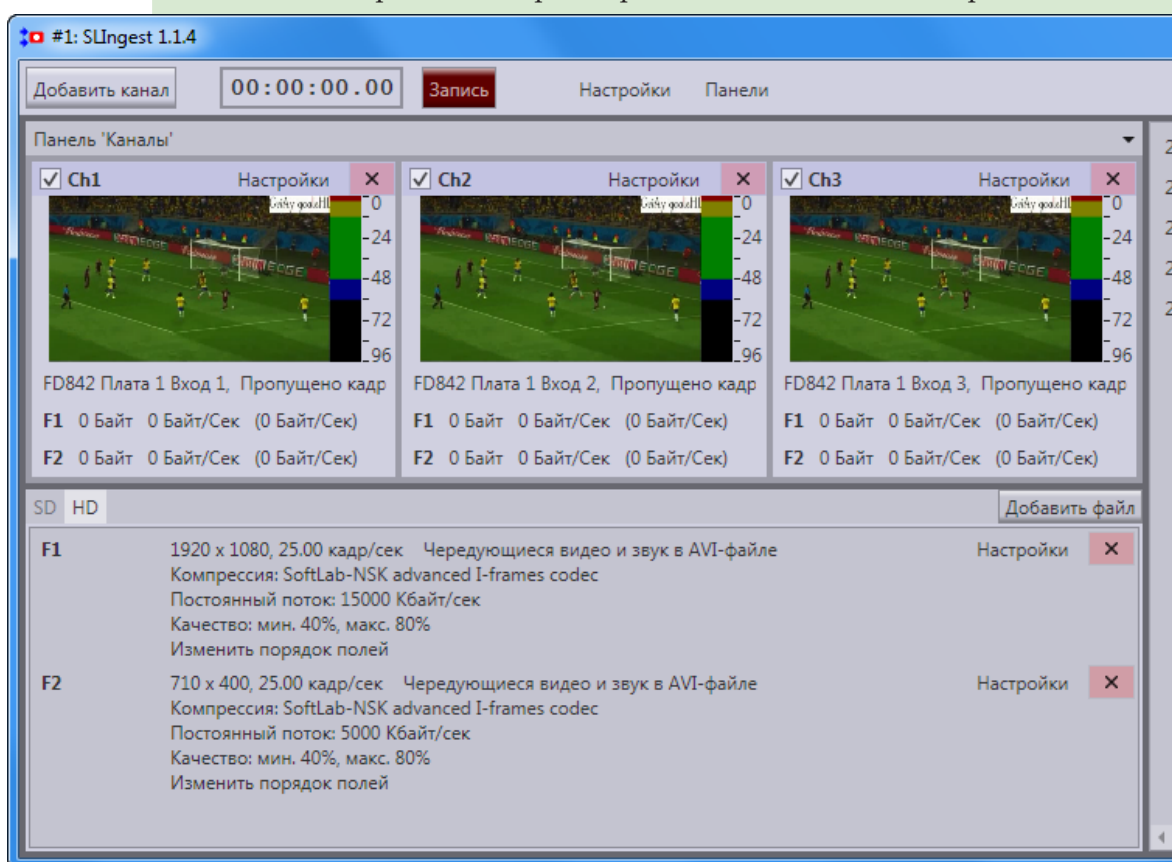 #1: SLIngest 1.1.4
Добавить канал 00:00:00.00 Запись Настройки Панели
Панель 'Каналы'
Ch1 Настройки
0
-24
-48
-72
-96
FD842 Плата 1 Вход 1, Пропущено кадр
F1 0 Байт 0 Байт/Сек (0 Байт/Сек)
F2 0 Байт 0 Байт/Сек (0 Байт/Сек)
Ch2 Настройки
0
-24
-48
-72
-96
FD842 Плата 1 Вход 2, Пропущено кадр
F1 0 Байт 0 Байт/Сек (0 Байт/Сек)
F2 0 Байт 0 Байт/Сек (0 Байт/Сек)
Ch3 Настройки
0
-24
-48
-72
-96
FD842 Плата 1 Вход 3, Пропущено кадр
F1 0 Байт 0 Байт/Сек (0 Байт/Сек)
F2 0 Байт 0 Байт/Сек (0 Байт/Сек)
SD HD Добавить файл
F1 1920 x 1080, 25.00 кадр/сек Чередующиеся видео и звук в AVI-файле Настройки
Компрессия: SoftLab-NSK advanced I-frames codec
Постоянный поток: 15000 Кбайт/сек
Качество: мин. 40%, макс. 80%
Изменить порядок полей
F2 710 x 400, 25.00 кадр/сек Чередующиеся видео и звук в AVI-файле Настройки
Компрессия: SoftLab-NSK advanced I-frames codec
Постоянный поток: 5000 Кбайт/сек
Качество: мин. 40%, макс. 80%
Изменить порядок полей